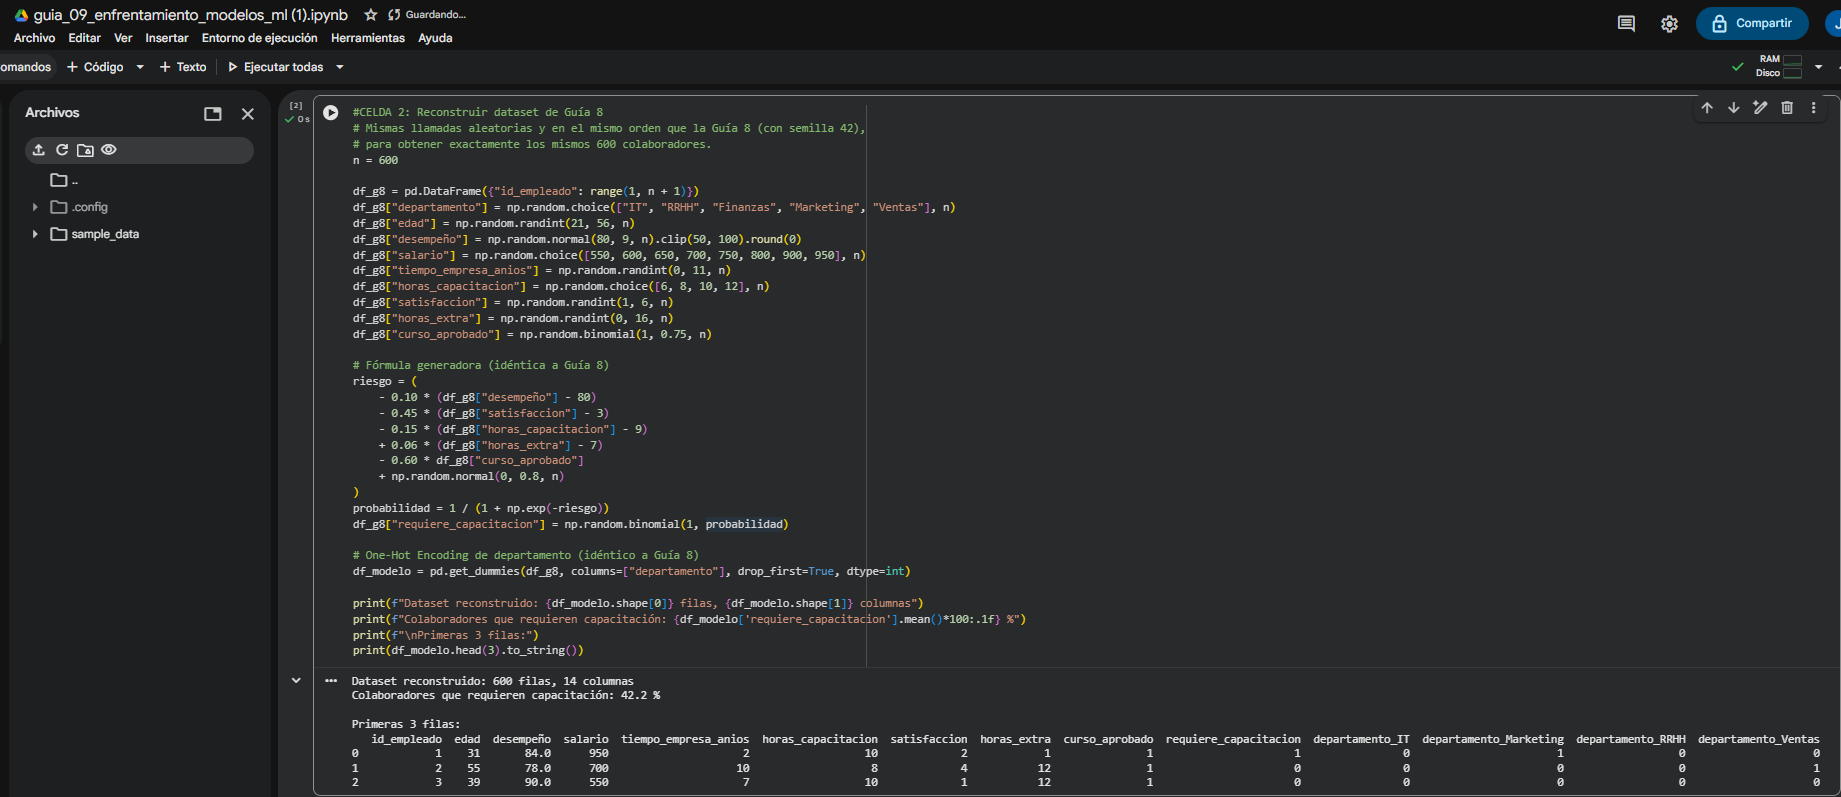 guia_09_enfrentamiento_modelos_ml (1).ipynb Guardando...
Archivo Editar Ver Insertar Entorno de ejecución Herramientas Ayuda
Compartir
omandos + Código + Texto Ejecutar todas
RAM
Disco
Archivos
..
.config
sample_data
[2]
0 s
#CELDA 2: Reconstruir dataset de Guía 8
# Mismas llamadas aleatorias y en el mismo orden que la Guía 8 (con semilla 42),
# para obtener exactamente los mismos 600 colaboradores.
n = 600
df_g8 = pd.DataFrame({"id_empleado": range(1, n + 1)})
df_g8["departamento"] = np.random.choice(["IT", "RRHH", "Finanzas", "Marketing", "Ventas"], n)
df_g8["edad"] = np.random.randint(21, 56, n)
df_g8["desempeño"] = np.random.normal(80, 9, n).clip(50, 100).round(0)
df_g8["salario"] = np.random.choice([550, 600, 650, 700, 750, 800, 900, 950], n)
df_g8["tiempo_empresa_anios"] = np.random.randint(0, 11, n)
df_g8["horas_capacitacion"] = np.random.choice([6, 8, 10, 12], n)
df_g8["satisfaccion"] = np.random.randint(1, 6, n)
df_g8["horas_extra"] = np.random.randint(0, 16, n)
df_g8["curso_aprobado"] = np.random.binomial(1, 0.75, n)
# Fórmula generadora (idéntica a Guía 8)
riesgo = (
- 0.10 * (df_g8["desempeño"] - 80)
- 0.45 * (df_g8["satisfaccion"] - 3)
- 0.15 * (df_g8["horas_capacitacion"] - 9)
+ 0.06 * (df_g8["horas_extra"] - 7)
- 0.60 * df_g8["curso_aprobado"]
+ np.random.normal(0, 0.8, n)
)
probabilidad = 1 / (1 + np.exp(-riesgo))
df_g8["requiere_capacitacion"] = np.random.binomial(1, probabilidad)
# One-Hot Encoding de departamento (idéntico a Guía 8)
df_modelo = pd.get_dummies(df_g8, columns=["departamento"], drop_first=True, dtype=int)
print(f"Dataset reconstruido: {df_modelo.shape[0]} filas, {df_modelo.shape[1]} columnas")
print(f"Colaboradores que requieren capacitación: {df_modelo['requiere_capacitacion'].mean()*100:.1f} %")
print(f"\nPrimeras 3 filas:")
print(df_modelo.head(3).to_string())
Dataset reconstruido: 600 filas, 14 columnas
Colaboradores que requieren capacitación: 42.2 %
Primeras 3 filas:
id_empleado edad desempeño salario tiempo_empresa_anios horas_capacitacion satisfaccion horas_extra curso_aprobado requiere_capacitacion departamento_IT departamento_Marketing departamento_RRHH departamento_Ventas
0 1 31 84.0 950 2 10 2 1 1 1 0 1 0 0
1 2 55 78.0 700 10 8 4 12 1 0 0 0 0 1
2 3 39 90.0 550 7 10 1 12 1 0 0 0 0 0